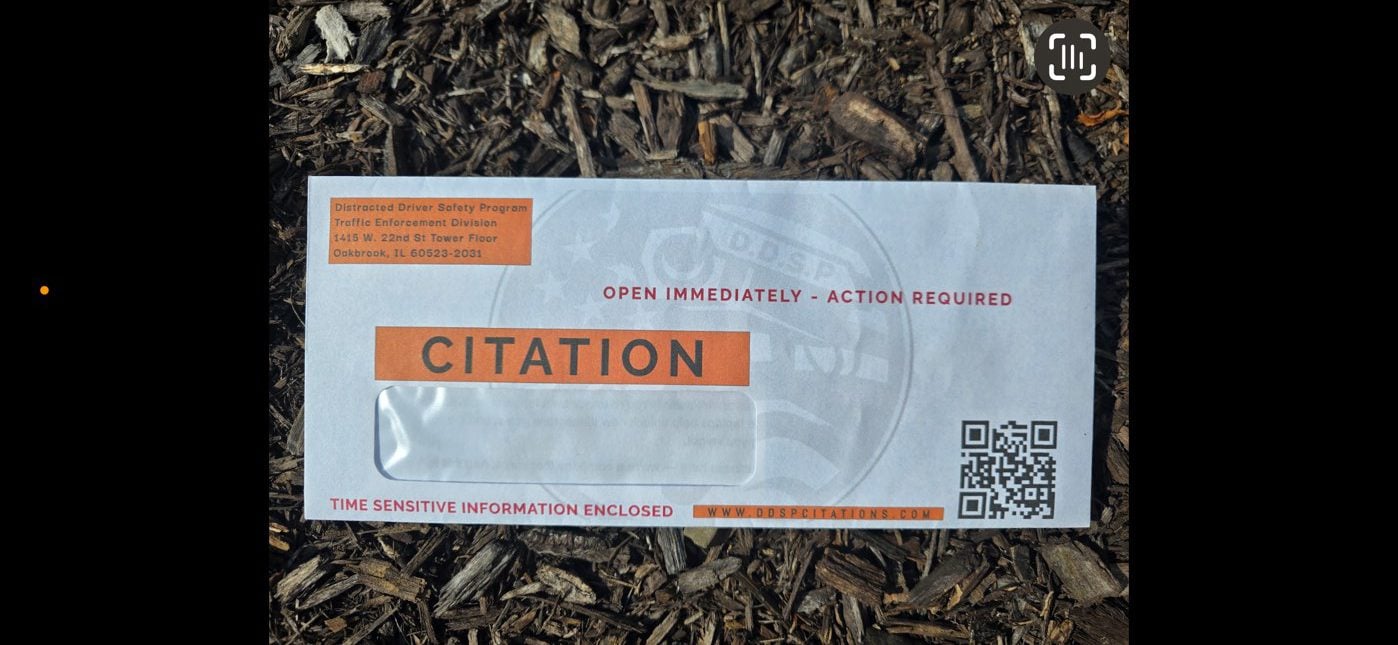 Distracted Driver Safety Program
Traffic Enforcement Division
1415 W. 22nd St Tower Floor
Oakbrook, IL 60523-2031
D.D.S.P.
OPEN IMMEDIATELY - ACTION REQUIRED
CITATION
TIME SENSITIVE INFORMATION ENCLOSED
WWW.DDSPCITATIONS.COM